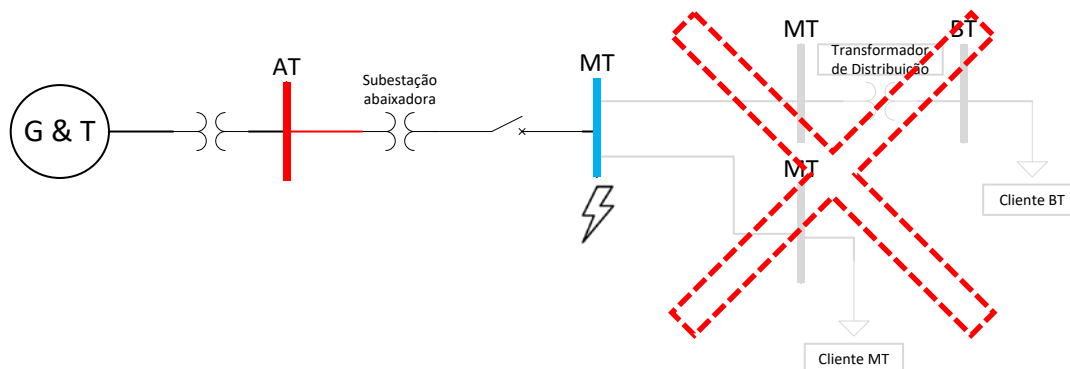 G & T
AT
Subestação
abaixadora
MT
MT
Transformador
de Distribuição
BT
MT
Cliente BT
Cliente MT